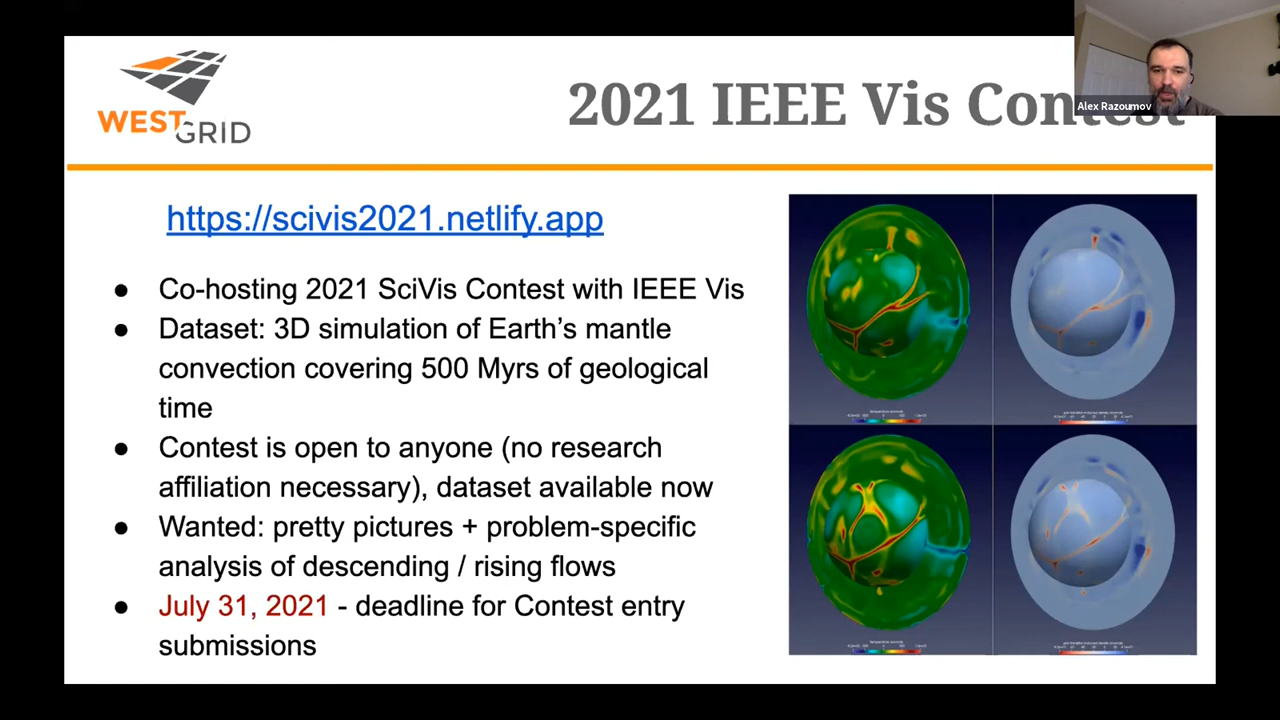 WESTGRID
2021 IEEE Vis Contest
Alex Razoumov
https://scivis2021.netlify.app
● Co-hosting 2021 SciVis Contest with IEEE Vis
● Dataset: 3D simulation of Earth's mantle
convection covering 500 Myrs of geological
time
● Contest is open to anyone (no research
affiliation necessary), dataset available now
● Wanted: pretty pictures + problem-specific
analysis of descending / rising flows
● July 31, 2021 - deadline for Contest entry
submissions